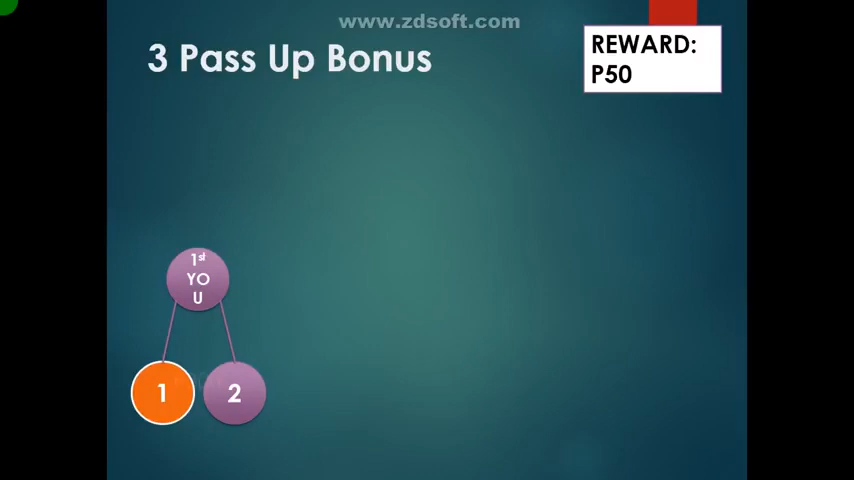 www.zdsoft.com
3 Pass Up Bonus
REWARD:
P50
1st
YO
U
1
2